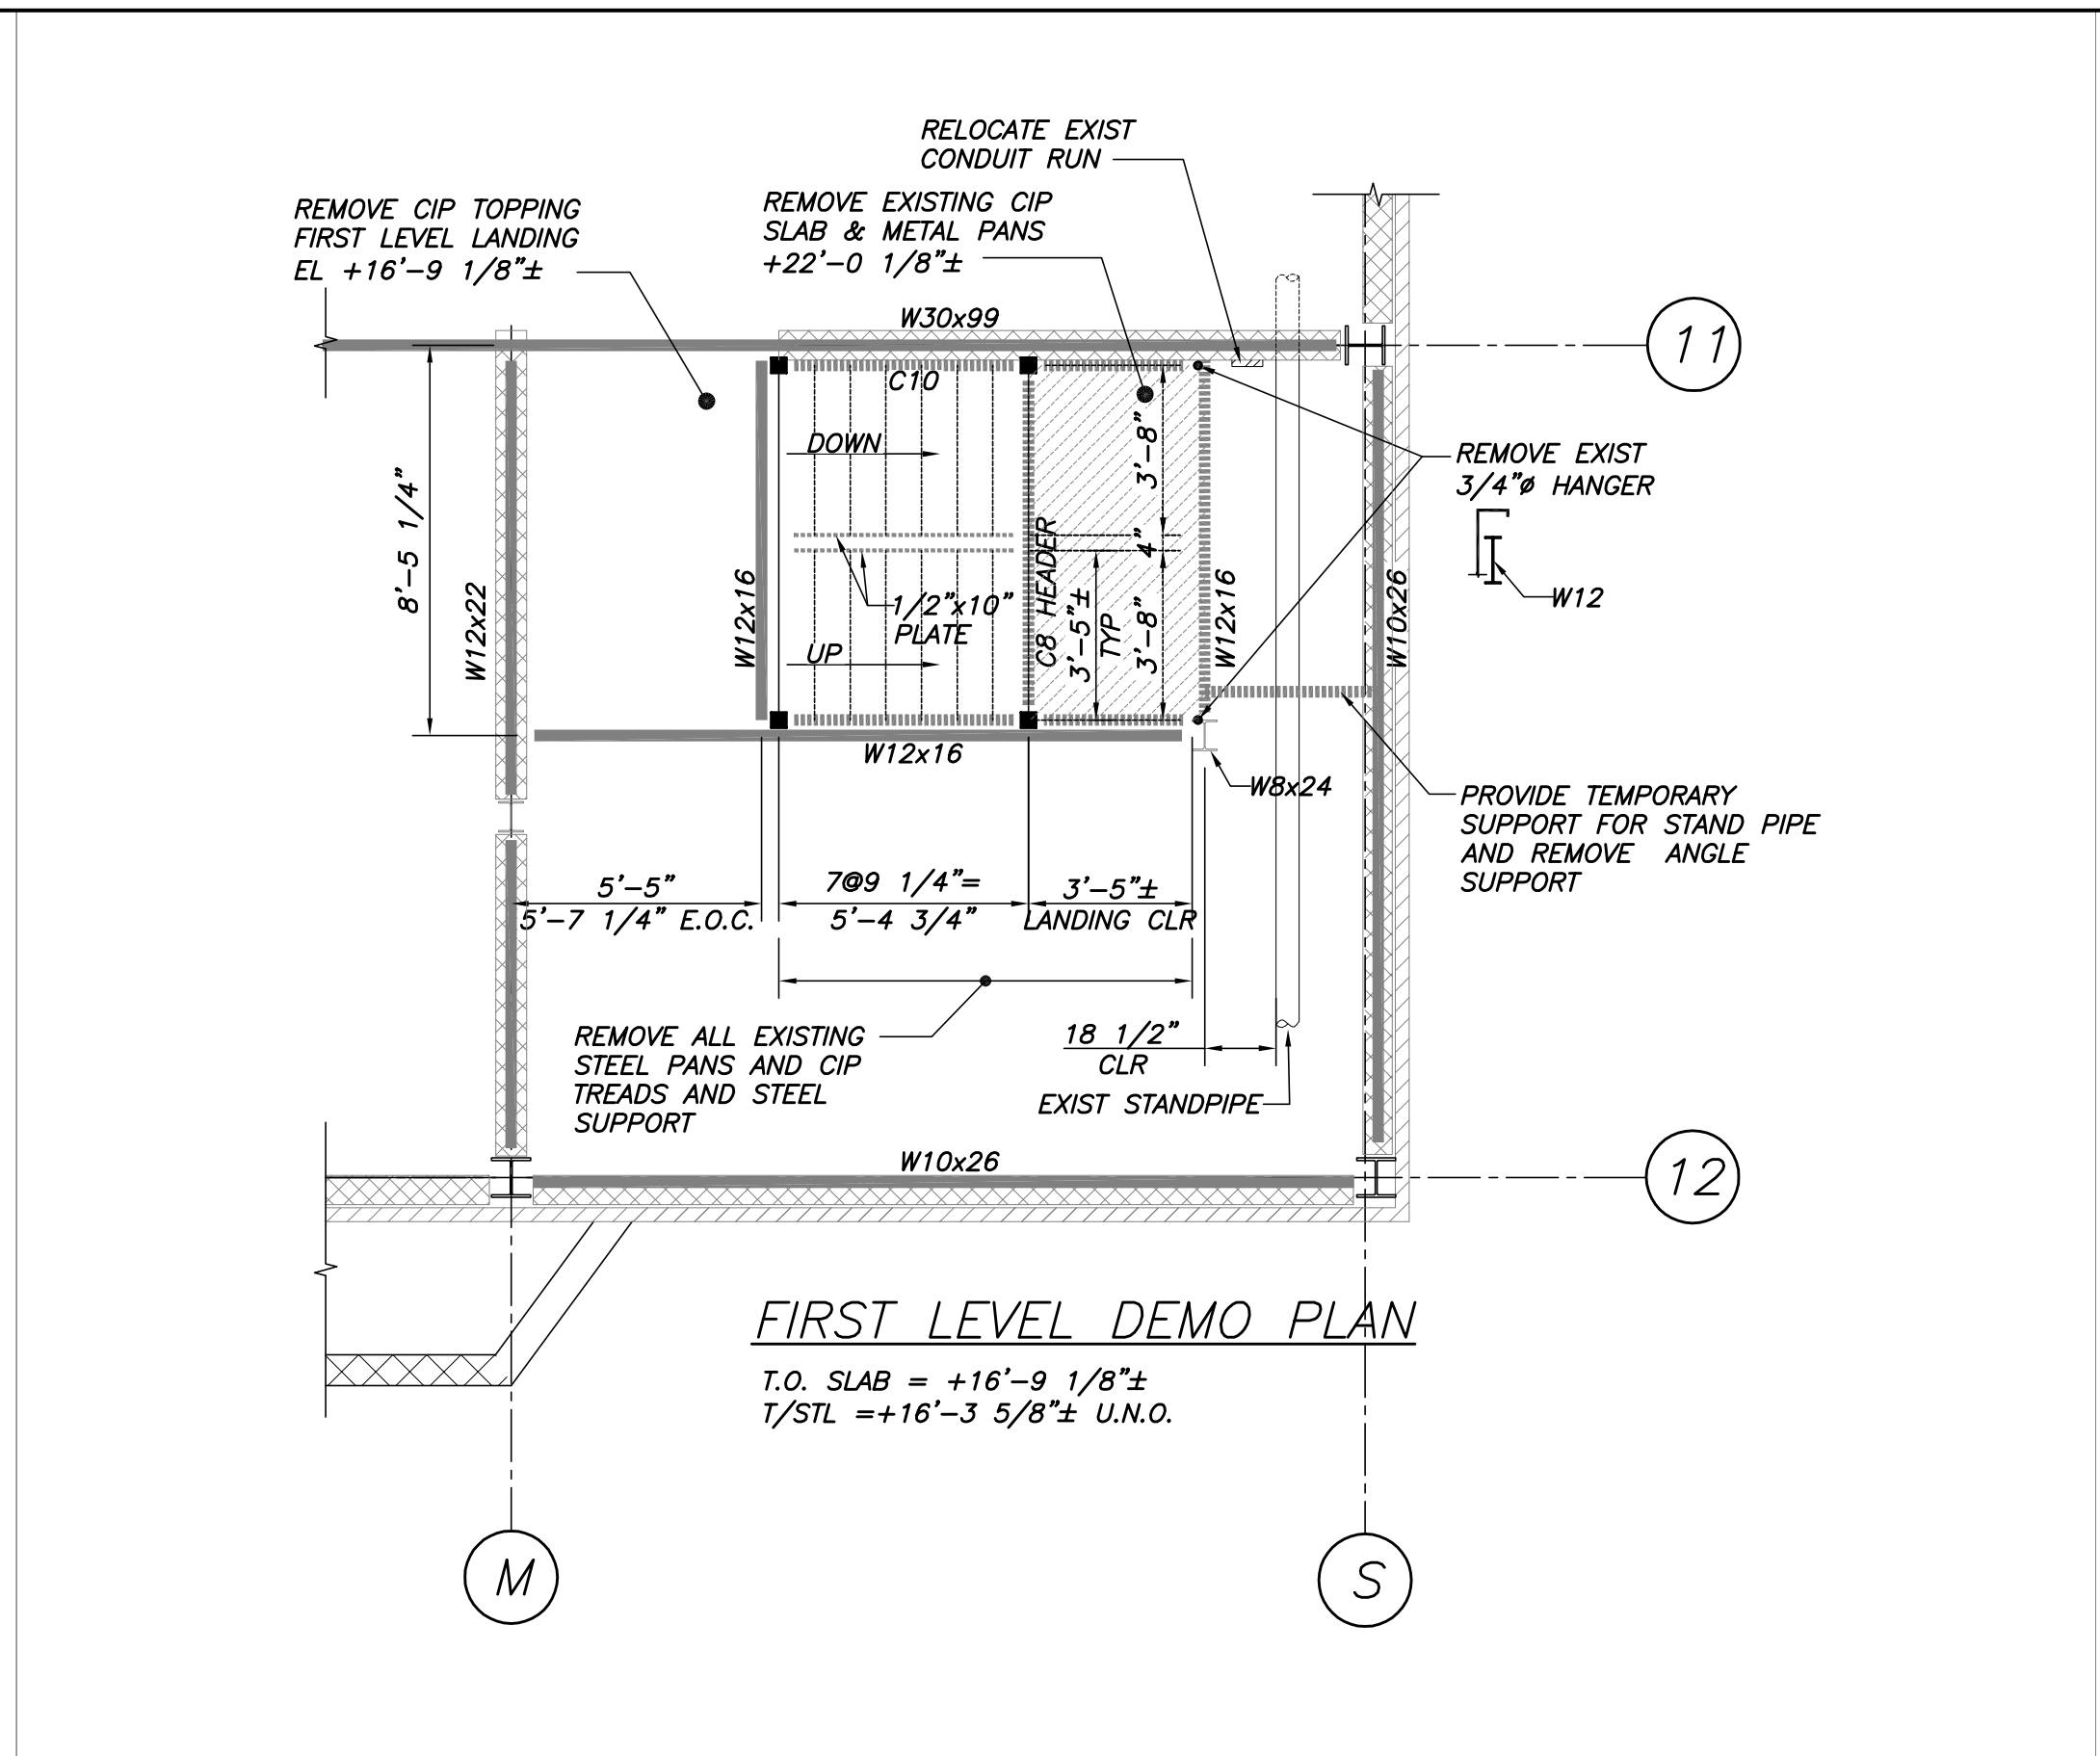 RELOCATE EXIST
CONDUIT RUN
REMOVE CIP TOPPING
FIRST LEVEL LANDING
EL +16'-9 1/8"±
REMOVE EXISTING CIP
SLAB & METAL PANS
+22'-0 1/8"±
W30x99
11
C10
DOWN
3'-8"
REMOVE EXIST
3/4"ø HANGER
8'-5 1/4"
W12x22
W12x16
1/2"x10"
PLATE
UP
C8 HEADER
3'-5"±
TYP
4"
3'-8"
W12x16
W10x26
W12
W12x16
W8x24
PROVIDE TEMPORARY
SUPPORT FOR STAND PIPE
AND REMOVE ANGLE
SUPPORT
5'-5"
5'-7 1/4" E.O.C.
7@9 1/4"=
5'-4 3/4"
3'-5"±
LANDING CLR
REMOVE ALL EXISTING
STEEL PANS AND CIP
TREADS AND STEEL
SUPPORT
18 1/2"
CLR
EXIST STANDPIPE
W10x26
12
FIRST LEVEL DEMO PLAN
T.O. SLAB = +16'-9 1/8"±
T/STL =+16'-3 5/8"± U.N.O.
M
S